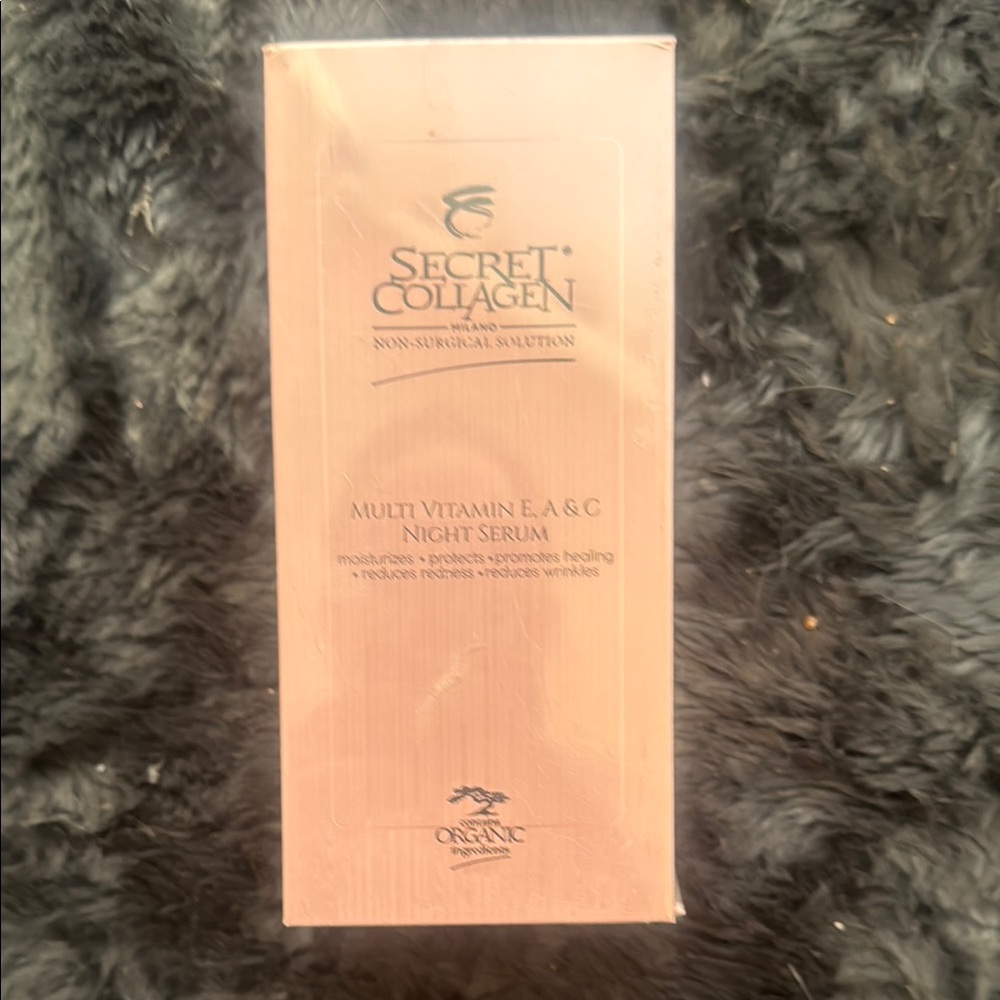 SECRET®
COLLAGEN
MILANO
NON-SURGICAL SOLUTION
MULTI VITAMIN E, A & C
NIGHT SERUM
moisturizes • protects • promotes healing
• reduces redness • reduces wrinkles
contains
ORGANIC
ingredients